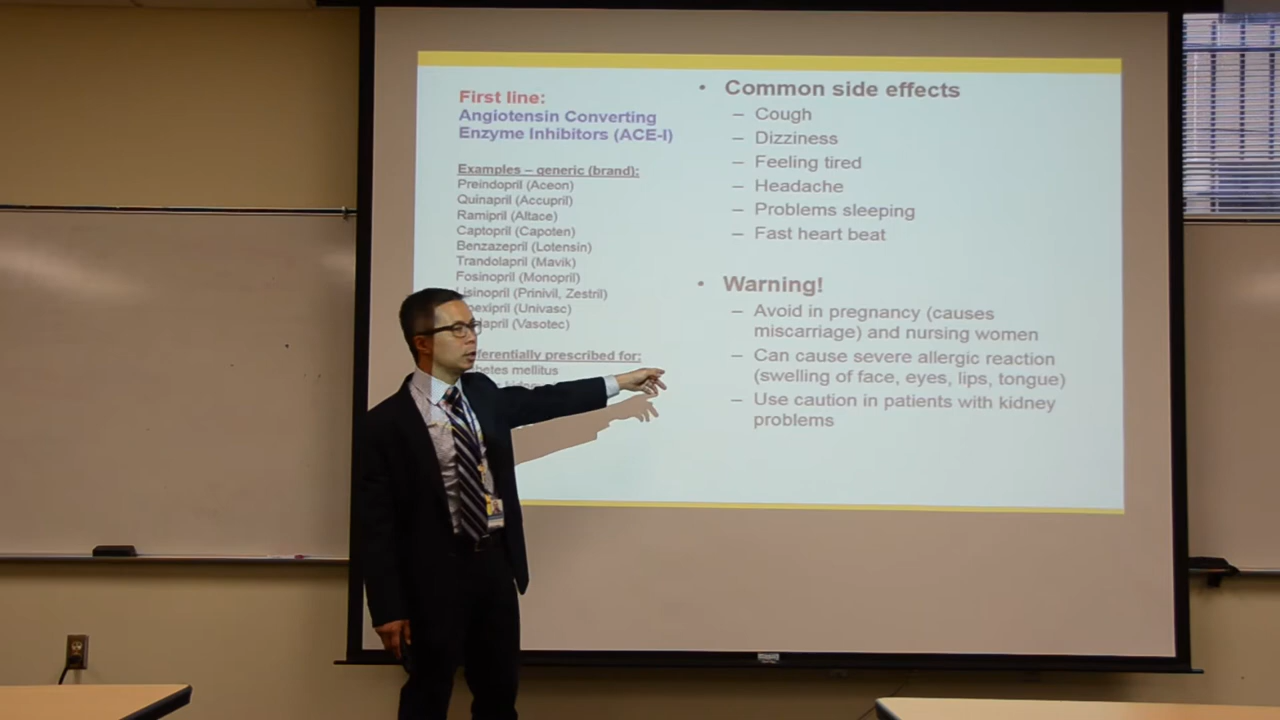 First line:
Angiotensin Converting
Enzyme Inhibitors (ACE-I)
Examples – generic (brand):
Preindopril (Aceon)
Quinapril (Accupril)
Ramipril (Altace)
Captopril (Capoten)
Benzazepril (Lotensin)
Trandolapril (Mavik)
Fosinopril (Monopril)
Lisinopril (Prinivil, Zestril)
(Univasc)
(Vasotec)
prescribed for:
mellitus
• Common side effects
– Cough
– Dizziness
– Feeling tired
– Headache
– Problems sleeping
– Fast heart beat
• Warning!
– Avoid in pregnancy (causes
miscarriage) and nursing women
– Can cause severe allergic reaction
(swelling of face, eyes, lips, tongue)
– Use caution in patients with kidney
problems